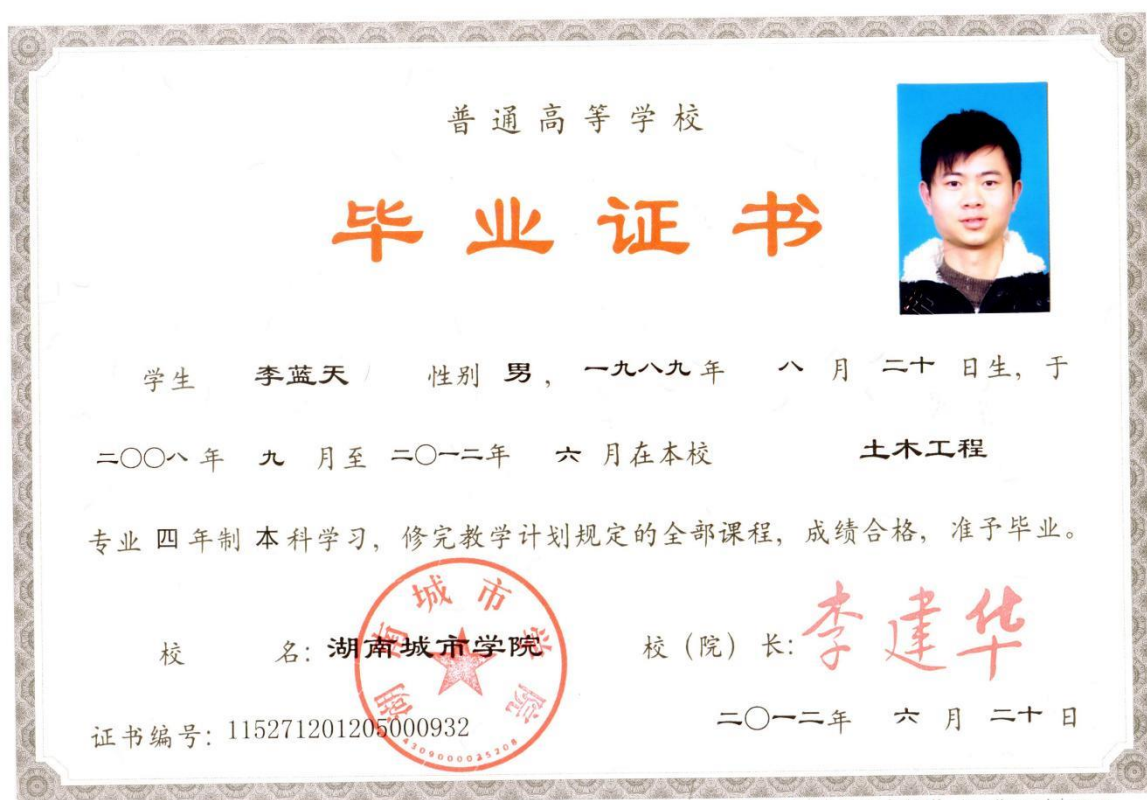 普通高等学校
毕业证书
学生 李蓝天 性别 男，一九八九年 八 月 二十 日生，于
二〇〇八年 九 月至 二〇一二年 六 月在本校 土木工程
专业 四 年制 本 科学习，修完教学计划规定的全部课程，成绩合格，准予毕业。
校 名：湖南城市学院 校（院）长：李建华
湖南城市学院
证书编号：115271201205000932 二〇一二年 六 月 二十 日